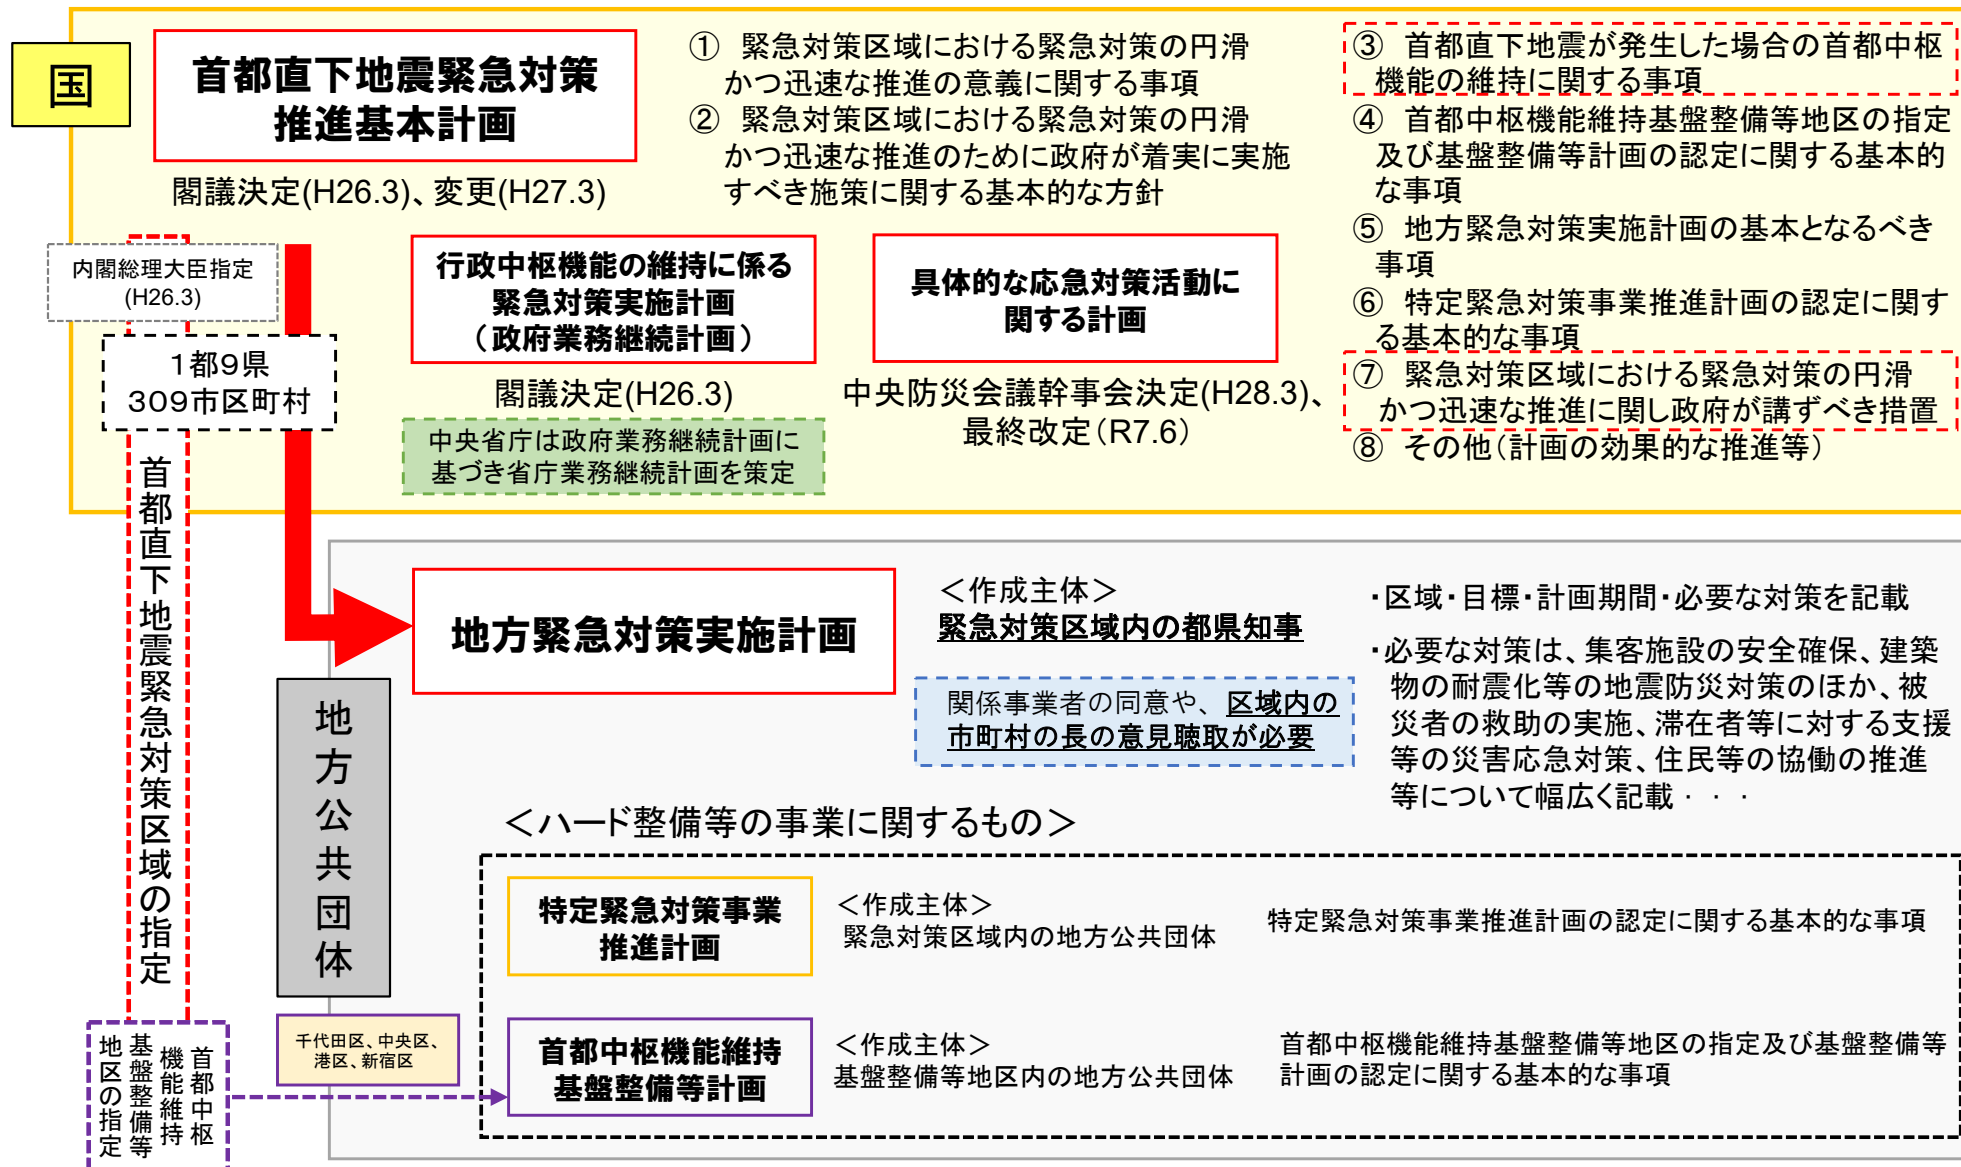 国
首都直下地震緊急対策
推進基本計画
閣議決定(H26.3)、変更(H27.3)
① 緊急対策区域における緊急対策の円滑
かつ迅速な推進の意義に関する事項
② 緊急対策区域における緊急対策の円滑
かつ迅速な推進のために政府が着実に実施
すべき施策に関する基本的な方針
③ 首都直下地震が発生した場合の首都中枢
機能の維持に関する事項
④ 首都中枢機能維持基盤整備等地区の指定
及び基盤整備等計画の認定に関する基本的
な事項
⑤ 地方緊急対策実施計画の基本となるべき
事項
⑥ 特定緊急対策事業推進計画の認定に関す
る基本的な事項
⑦ 緊急対策区域における緊急対策の円滑
かつ迅速な推進に関し政府が講ずべき措置
⑧ その他(計画の効果的な推進等)
内閣総理大臣指定
(H26.3)
1都9県
309市区町村
行政中枢機能の維持に係る
緊急対策実施計画
(政府業務継続計画)
閣議決定(H26.3)
中央省庁は政府業務継続計画に
基づき省庁業務継続計画を策定
具体的な応急対策活動に
関する計画
中央防災会議幹事会決定(H28.3)、
最終改定(R7.6)
首都直下地震緊急対策区域の指定
地方公共団体
地方緊急対策実施計画
<作成主体>
緊急対策区域内の都県知事
関係事業者の同意や、区域内の
市町村の長の意見聴取が必要
・区域・目標・計画期間・必要な対策を記載
・必要な対策は、集客施設の安全確保、建築
物の耐震化等の地震防災対策のほか、被
災者の救助の実施、滞在者等に対する支援
等の災害応急対策、住民等の協働の推進
等について幅広く記載・・・
<ハード整備等の事業に関するもの>
特定緊急対策事業
推進計画
<作成主体>
緊急対策区域内の地方公共団体
特定緊急対策事業推進計画の認定に関する基本的な事項
千代田区、中央区、
港区、新宿区
首都中枢
機能維持
基盤整備等
地区の指定
首都中枢機能維持
基盤整備等計画
<作成主体>
基盤整備等地区内の地方公共団体
首都中枢機能維持基盤整備等地区の指定及び基盤整備等
計画の認定に関する基本的な事項